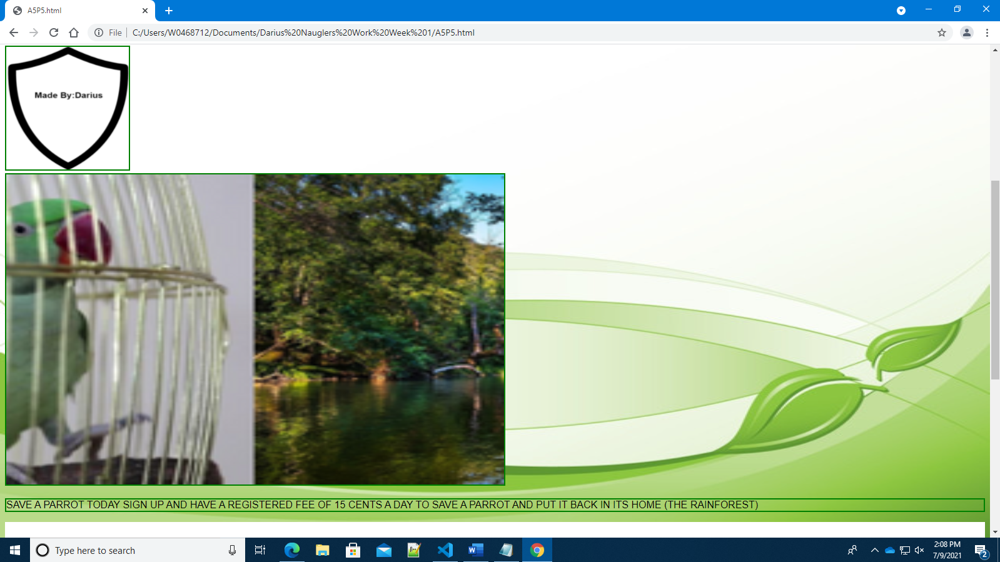 A5P5.html
File
C:/Users/W0468712/Documents/Darius%20Nauglers%20Work%20Week%201/A5P5.html
Made By:Darius
SAVE A PARROT TODAY SIGN UP AND HAVE A REGISTERED FEE OF 15 CENTS A DAY TO SAVE A PARROT AND PUT IT BACK IN ITS HOME (THE RAINFOREST)
Type here to search
2:08 PM
7/9/2021
2